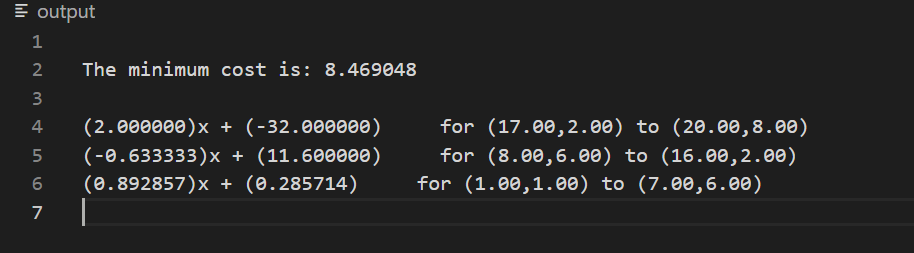 output
1
2 The minimum cost is: 8.469048
3
4 (2.000000)x + (-32.000000) for (17.00,2.00) to (20.00,8.00)
5 (-0.633333)x + (11.600000) for (8.00,6.00) to (16.00,2.00)
6 (0.892857)x + (0.285714) for (1.00,1.00) to (7.00,6.00)
7